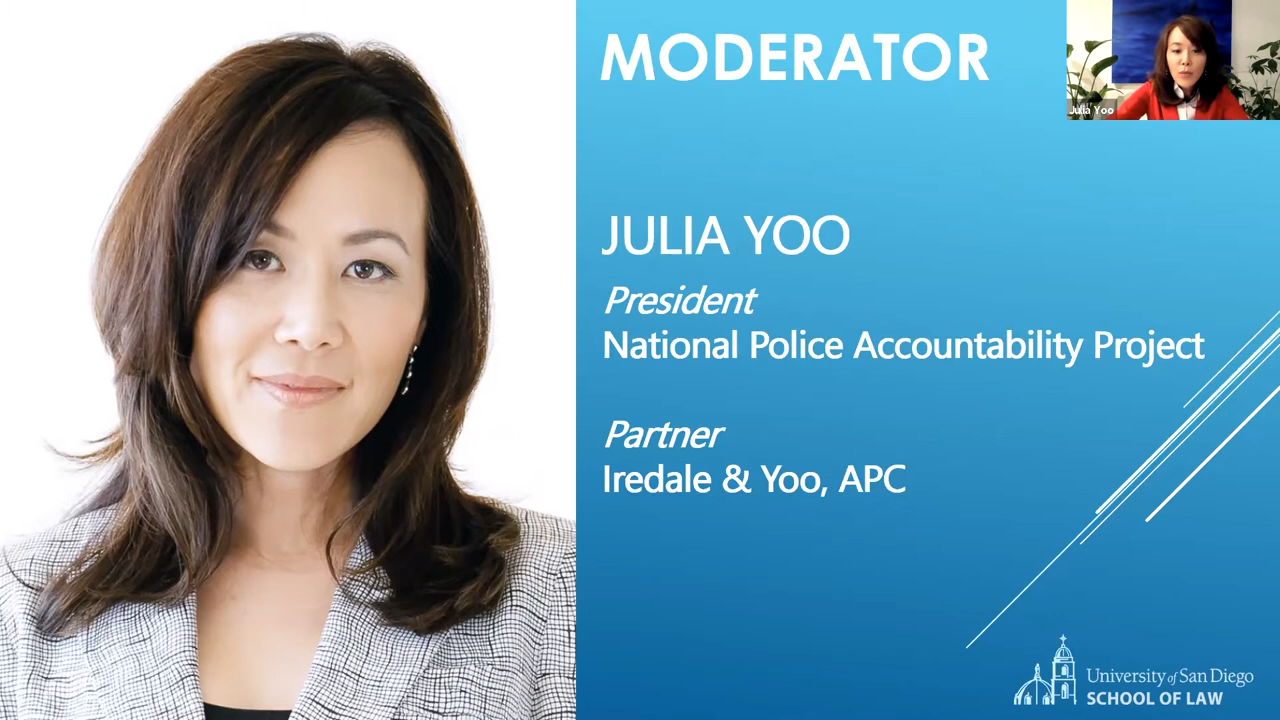 MODERATOR
Julia Yoo
JULIA YOO
President
National Police Accountability Project
Partner
Iredale & Yoo, APC
University of San Diego
SCHOOL OF LAW